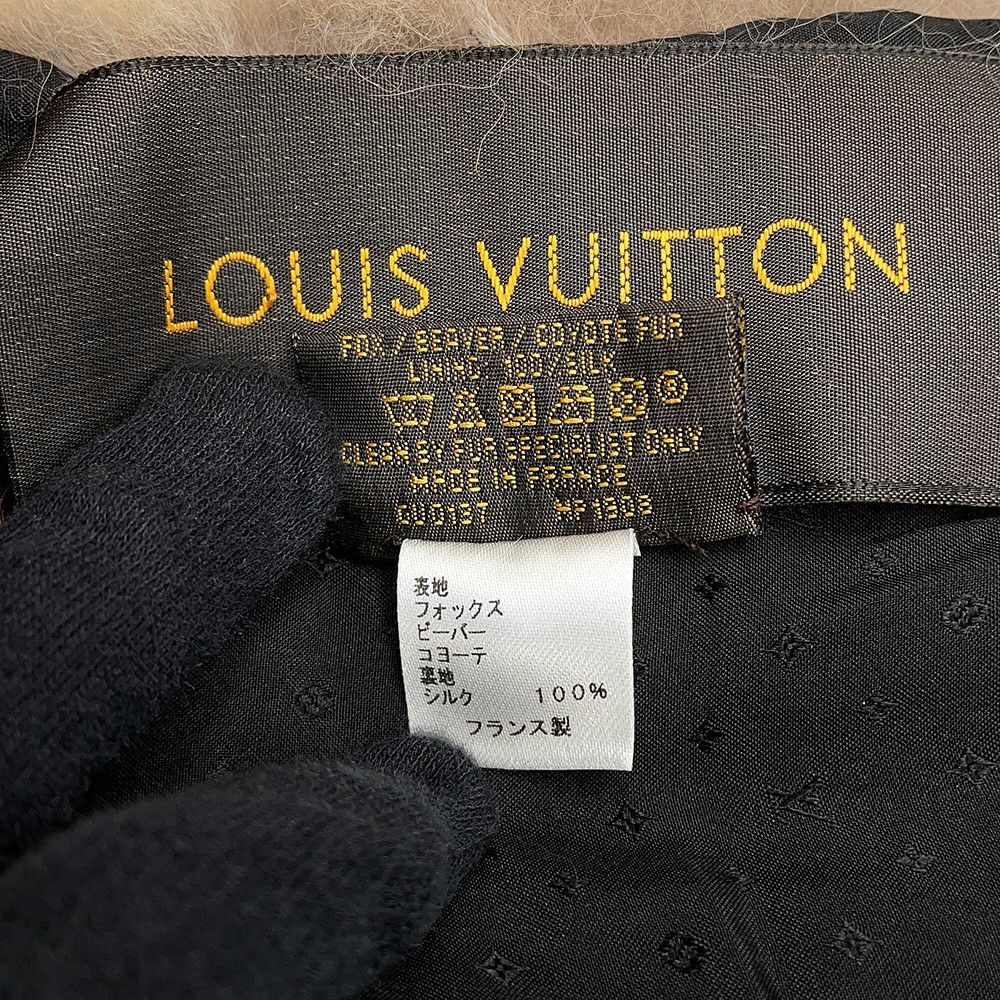 LOUIS VUITTON
FOX / BEAVER / COYOTE FUR
LINING 100% SILK
CLEAN BY FUR SPECIALIST ONLY
MADE IN FRANCE
表地
フォックス
ビーバー
コヨーテ
裏地
シルク 100%
フランス製